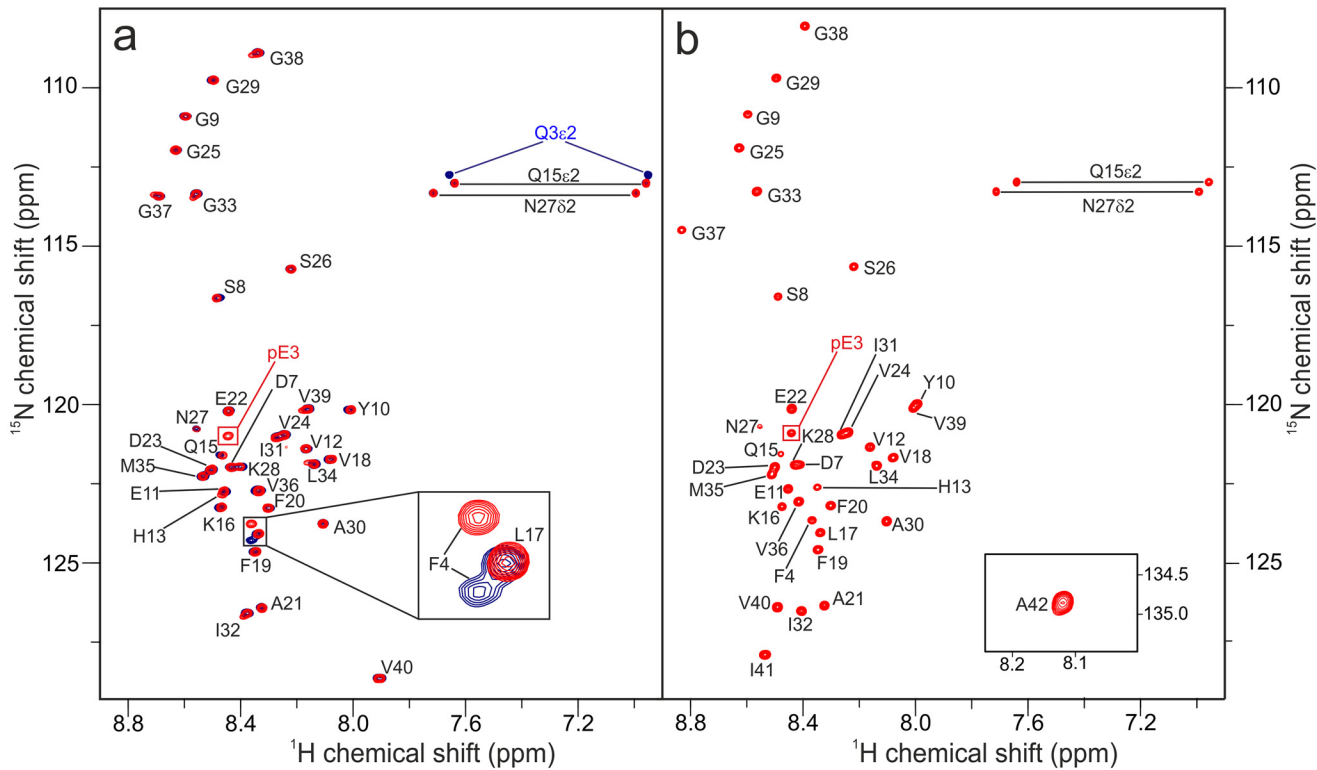 a
G38
G29
G9
G25
G33
G37
Q3ε2
Q15ε2
N27δ2
S26
S8
pE3
D7
E22
V39
Y10
N27
V24
D23
Q15
I31
V12
V18
M35
K28
L34
E11
V36
F20
H13
K16
A30
F19
F4
L17
A21
I32
V40
110
115
120
125
15N chemical shift (ppm)
8.8
8.4
8.0
7.6
7.2
1H chemical shift (ppm)
b
G38
G29
G9
G25
G33
G37
Q15ε2
N27δ2
S26
S8
pE3
I31
V24
E22
Y10
V39
N27
K28
Q15
V12
V18
D23
D7
L34
M35
E11
H13
K16
F20
A30
V36
L17
F4
F19
V40
A21
I32
I41
A42
134.5
135.0
8.2
8.1
110
115
120
125
15N chemical shift (ppm)
8.8
8.4
8.0
7.6
7.2
1H chemical shift (ppm)